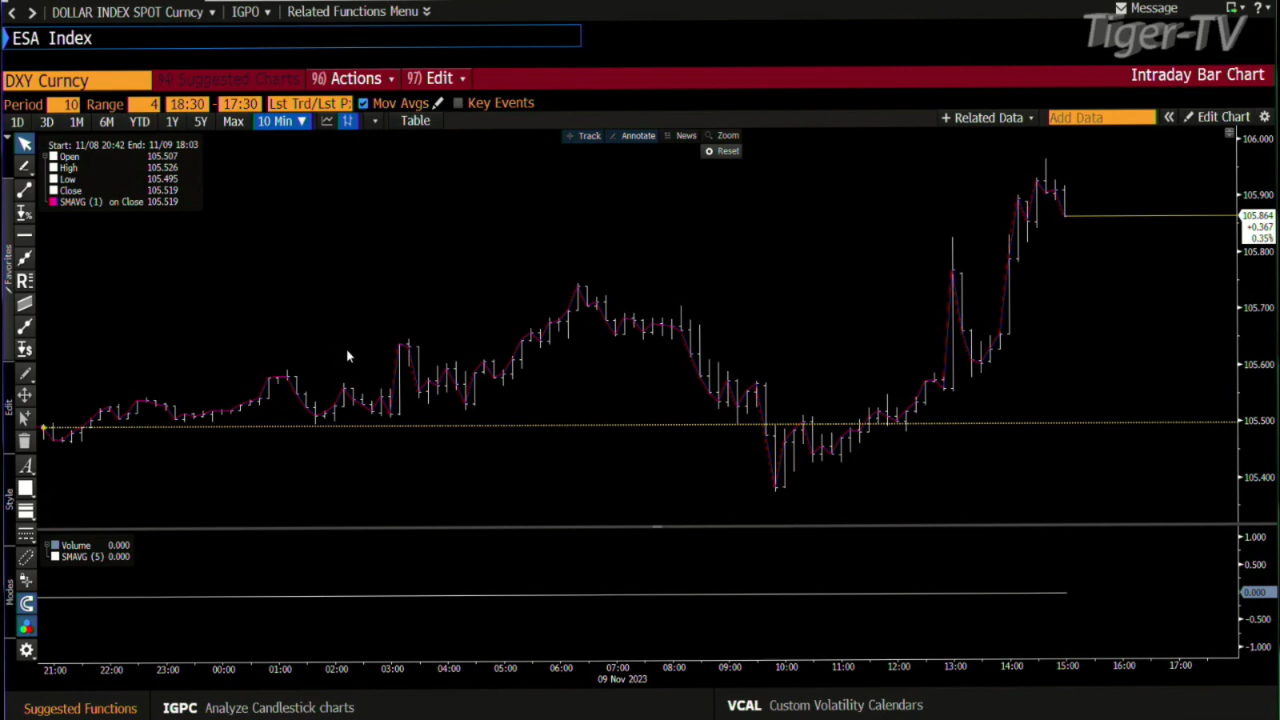 DOLLAR INDEX SPOT Curncy IGPO Related Functions Menu Message ?
Tiger-TV
ESA Index
DXY Curncy 94) Suggested Charts 96) Actions 97) Edit Intraday Bar Chart
Period 10 Range 4 18:30 - 17:30 Lst Trd/Lst P: Mov Avgs Key Events
1D 3D 1M 6M YTD 1Y 5Y Max 10 Min ▼ Table + Related Data Add Data « Edit Chart
Track Annotate News Zoom
Reset
Start: 11/08 20:42 End: 11/09 18:03
Open 105.507
High 105.526
Low 105.495
Close 105.519
SMAVG (1) on Close 105.519
Favorites
Edit
Style
Modes
106.000
105.900
105.864
+0.367
0.35%
105.800
105.700
105.600
105.500
105.400
Volume 0.000
SMAVG (5) 0.000
1.000
0.500
0.000
-0.500
-1.000
21:00 22:00 23:00 00:00 01:00 02:00 03:00 04:00 05:00 06:00 07:00 08:00 09:00 10:00 11:00 12:00 13:00 14:00 15:00 16:00 17:00
09 Nov 2023
Suggested Functions IGPC Analyze Candlestick charts VCAL Custom Volatility Calendars